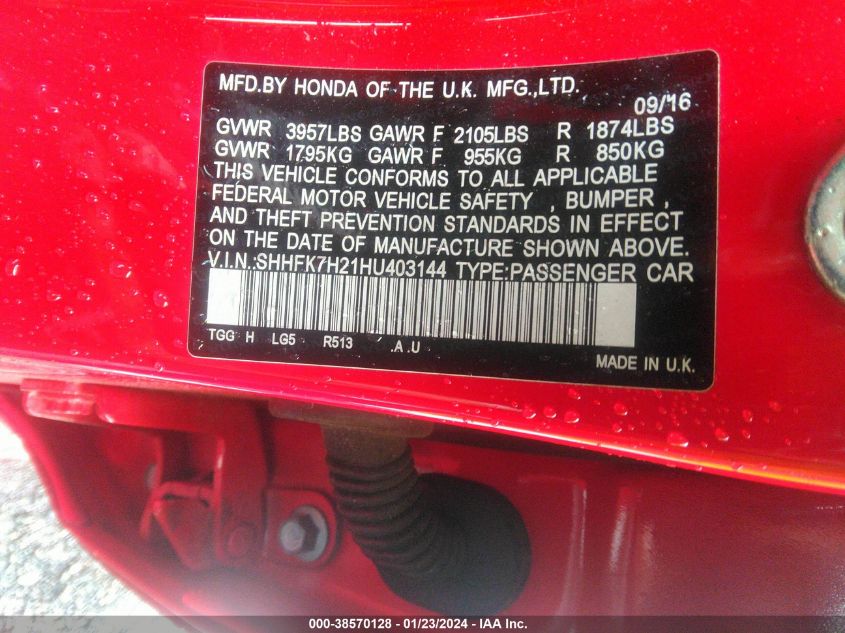 MFD.BY HONDA OF THE U.K. MFG.,LTD.
09/16
GVWR 3957LBS GAWR F 2105LBS R 1874LBS
GVWR 1795KG GAWR F 955KG R 850KG
THIS VEHICLE CONFORMS TO ALL APPLICABLE
FEDERAL MOTOR VEHICLE SAFETY , BUMPER ,
AND THEFT PREVENTION STANDARDS IN EFFECT
ON THE DATE OF MANUFACTURE SHOWN ABOVE.
V.I.N.:SHHFK7H21HU403144 TYPE:PASSENGER CAR
TGG H LG5 R513 .A .U
MADE IN U.K.
000-38570128 - 01/23/2024 - IAA Inc.